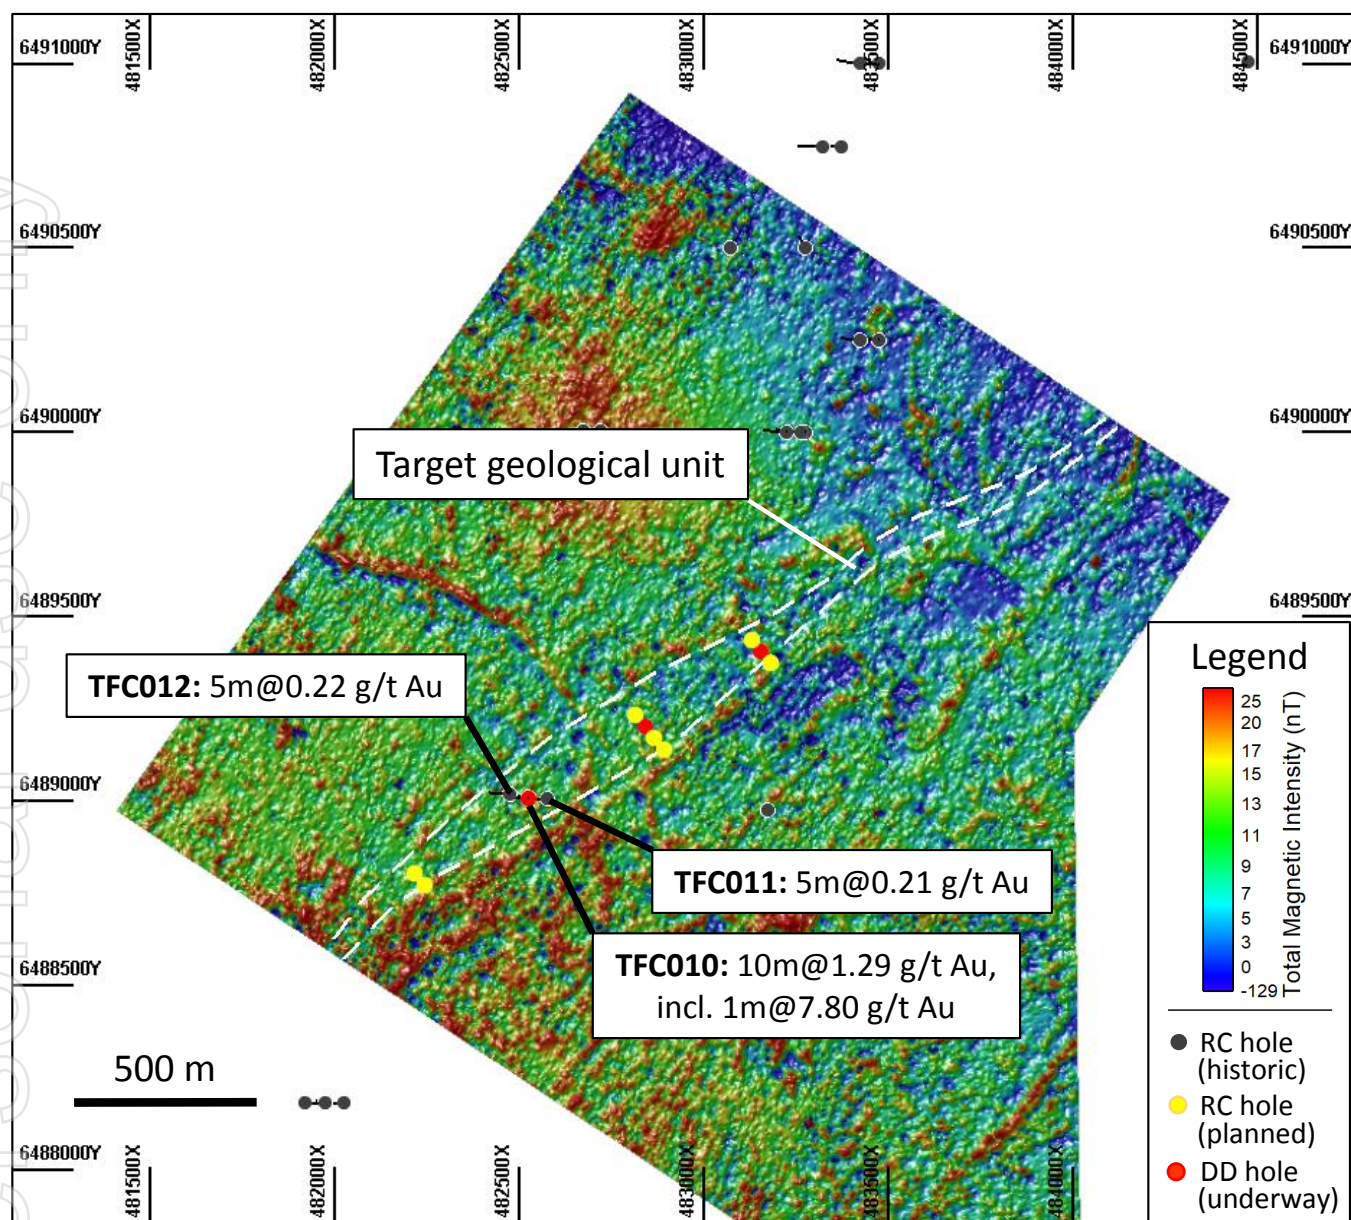 481500X
482000X
482500X
483000X
483500X
484000X
484500X
6491000Y
6491000Y
6490500Y
6490500Y
6490000Y
6490000Y
Target geological unit
6489500Y
6489500Y
TFC012: 5m@0.22 g/t Au
6489000Y
TFC011: 5m@0.21 g/t Au
TFC010: 10m@1.29 g/t Au,
incl. 1m@7.80 g/t Au
6488500Y
500 m
6488000Y
481500X
482000X
482500X
483000X
483500X
484000X
Legend
25
20
17
15
13
11
9
7
5
3
0
-129
Total Magnetic Intensity (nT)
RC hole
(historic)
RC hole
(planned)
DD hole
(underway)